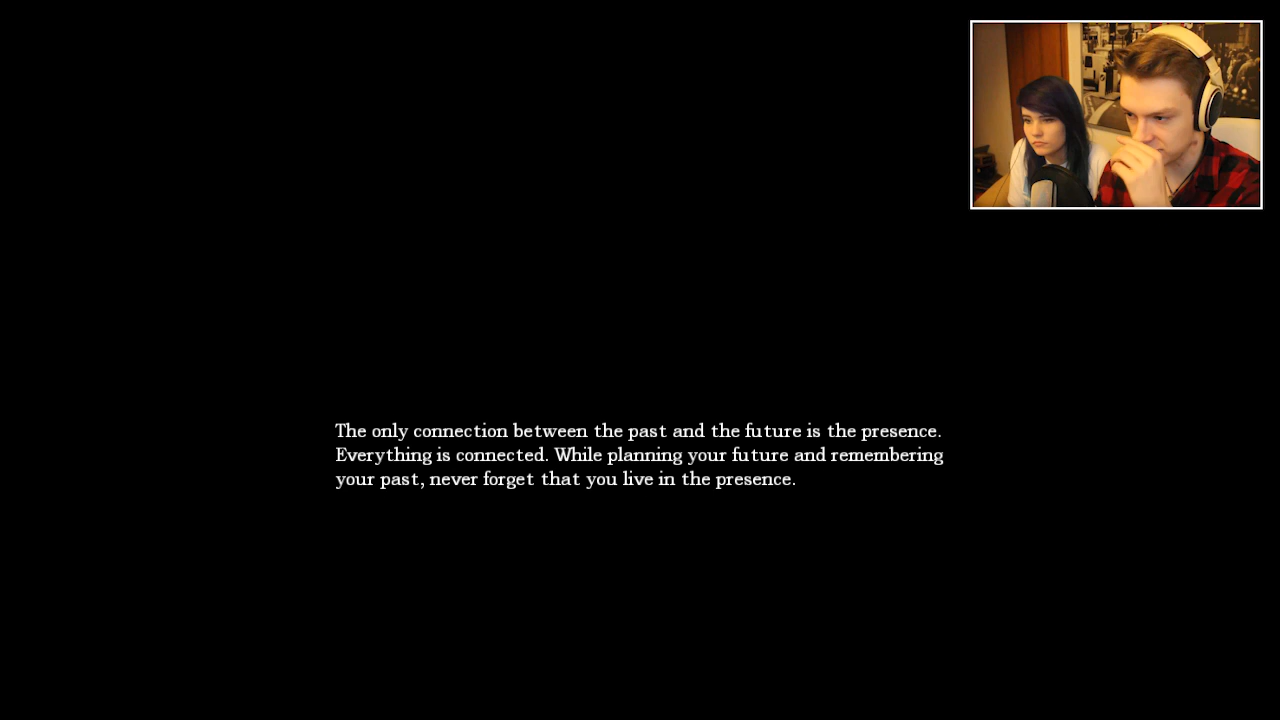 The only connection between the past and the future is the presence.
Everything is connected. While planning your future and remembering
your past, never forget that you live in the presence.